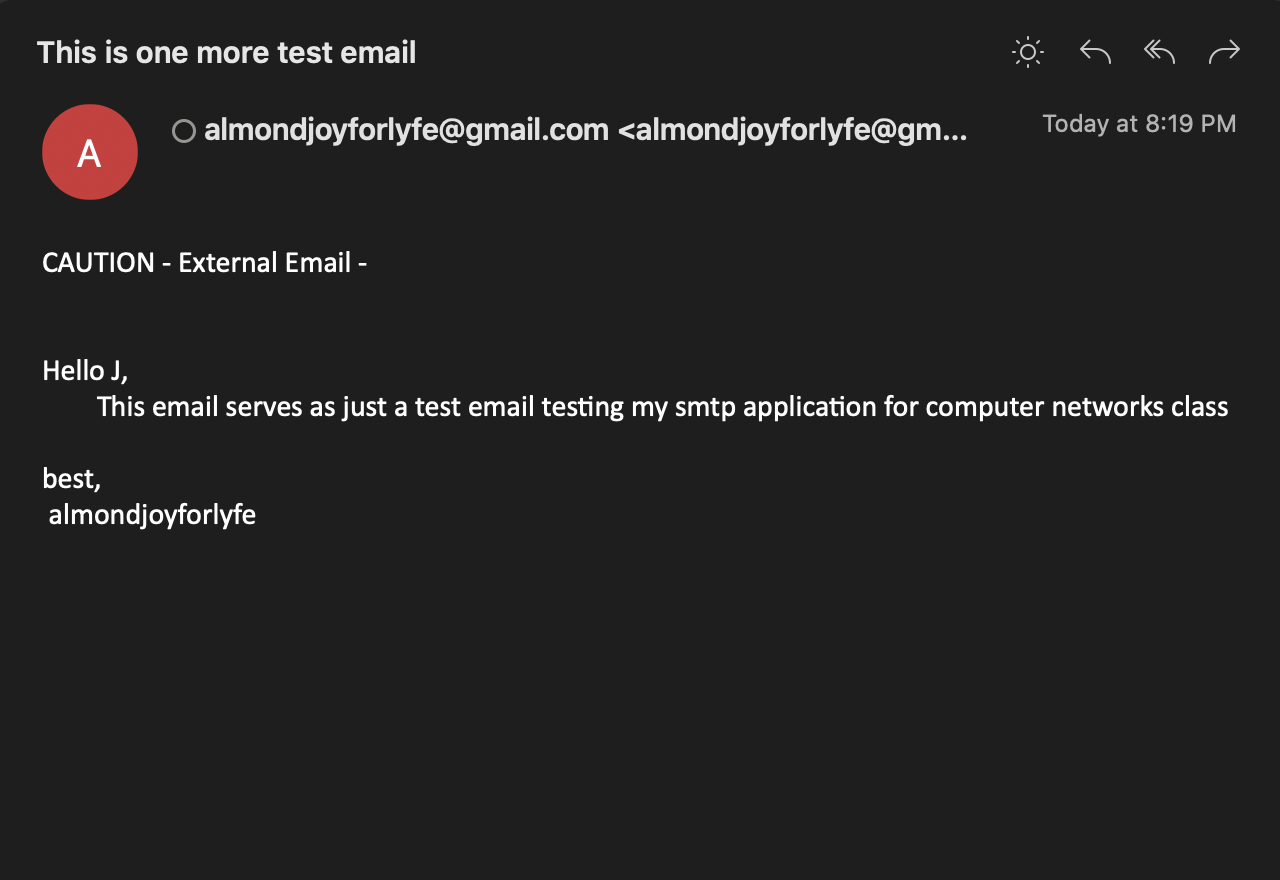 This is one more test email
A
almondjoyforlyfe@gmail.com <almondjoyforlyfe@gm...
Today at 8:19 PM
CAUTION - External Email -
Hello J,
This email serves as just a test email testing my smtp application for computer networks class
best,
almondjoyforlyfe